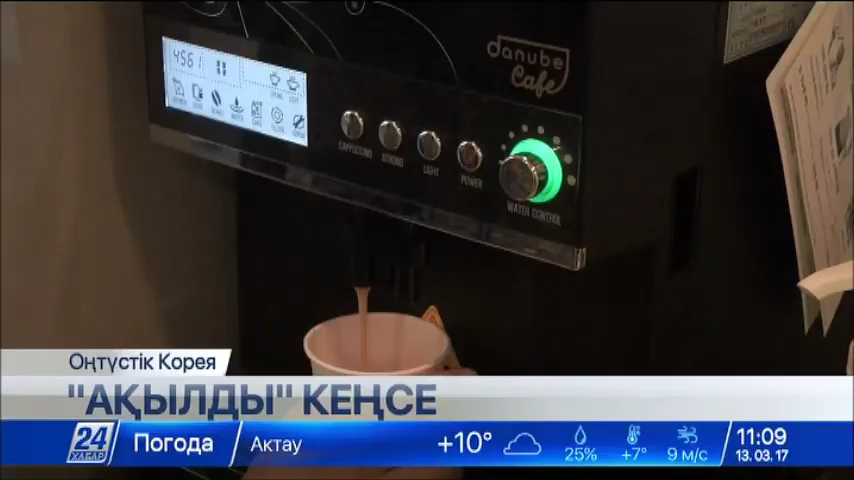 4561
danube
Cafe
CAPPUCCINO
STRONG
LIGHT
POWER
WATER CONTROL
Оңтүстік Корея
"АҚЫЛДЫ" КЕҢСЕ
24
ХАБАР
Погода
Актау
+10°
25%
+7°
9 м/с
11:09
13.03.17